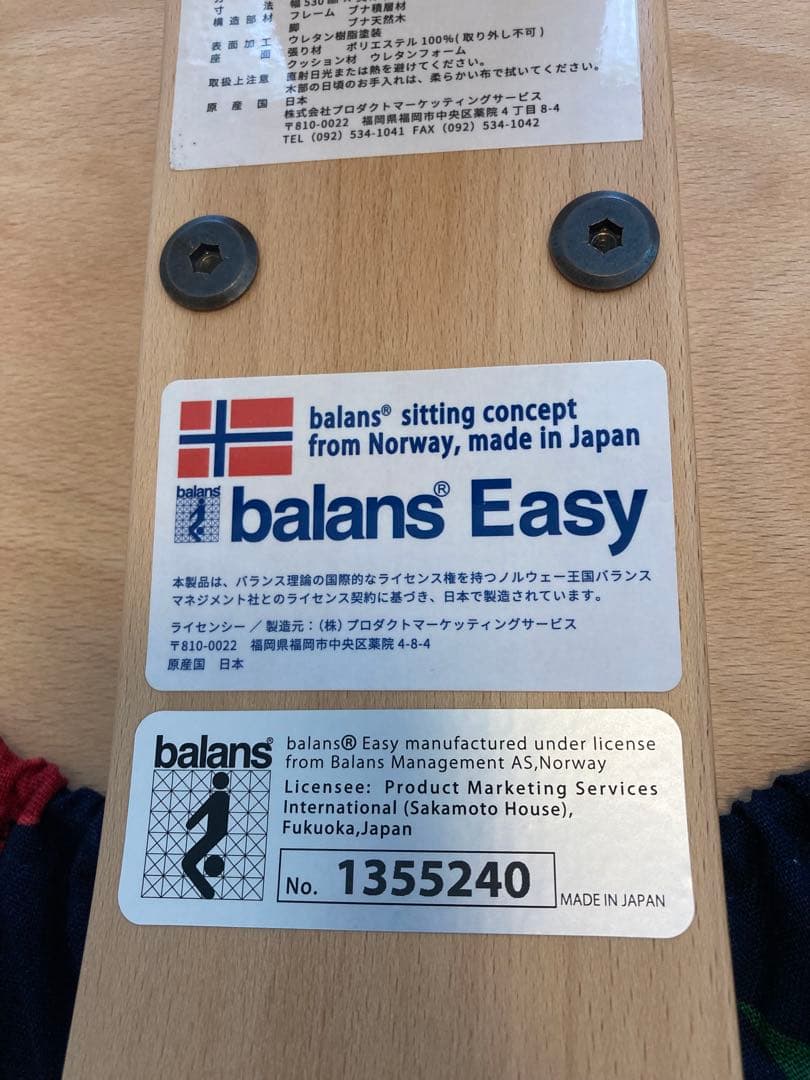 寸法 幅530
構造部材 フレーム ブナ積層材
脚 ブナ天然木
表面加工 ウレタン樹脂塗装
座面 張り材 ポリエステル100%(取り外し不可)
クッション材 ウレタンフォーム
取扱上注意 直射日光または熱を避けてください。
木部の日頃のお手入れは、柔らかい布で拭いてください。
原産国 日本
株式会社プロダクトマーケッティングサービス
〒810-0022 福岡県福岡市中央区薬院4丁目8-4
TEL (092) 534-1041 FAX (092) 534-1042
balans® sitting concept
from Norway, made in Japan
balans®
balans® Easy
本製品は、バランス理論の国際的なライセンス権を持つノルウェー王国バランス
マネジメント社とのライセンス契約に基づき、日本で製造されています。
ライセンシー／製造元：(株)プロダクトマーケッティングサービス
〒810-0022 福岡県福岡市中央区薬院 4-8-4
原産国 日本
balans®
balans® Easy manufactured under license
from Balans Management AS,Norway
Licensee: Product Marketing Services
International (Sakamoto House),
Fukuoka,Japan
No. 1355240
MADE IN JAPAN